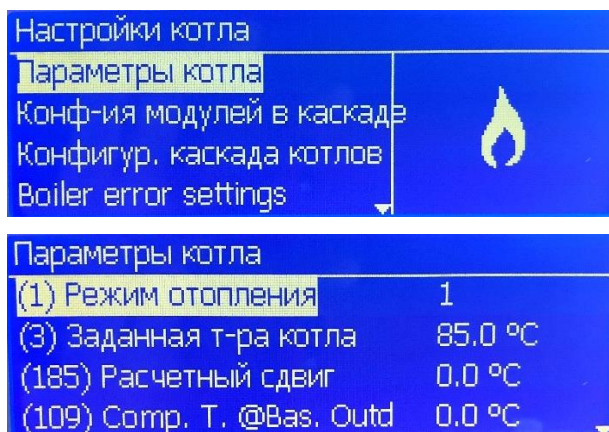 Настройки котла
Параметры котла
Конф-ия модулей в каскаде
Конфигур. каскада котлов
Boiler error settings
Параметры котла
(1) Режим отопления 1
(3) Заданная т-ра котла 85.0 °C
(185) Расчетный сдвиг 0.0 °C
(109) Comp. T. @Bas. Outd 0.0 °C